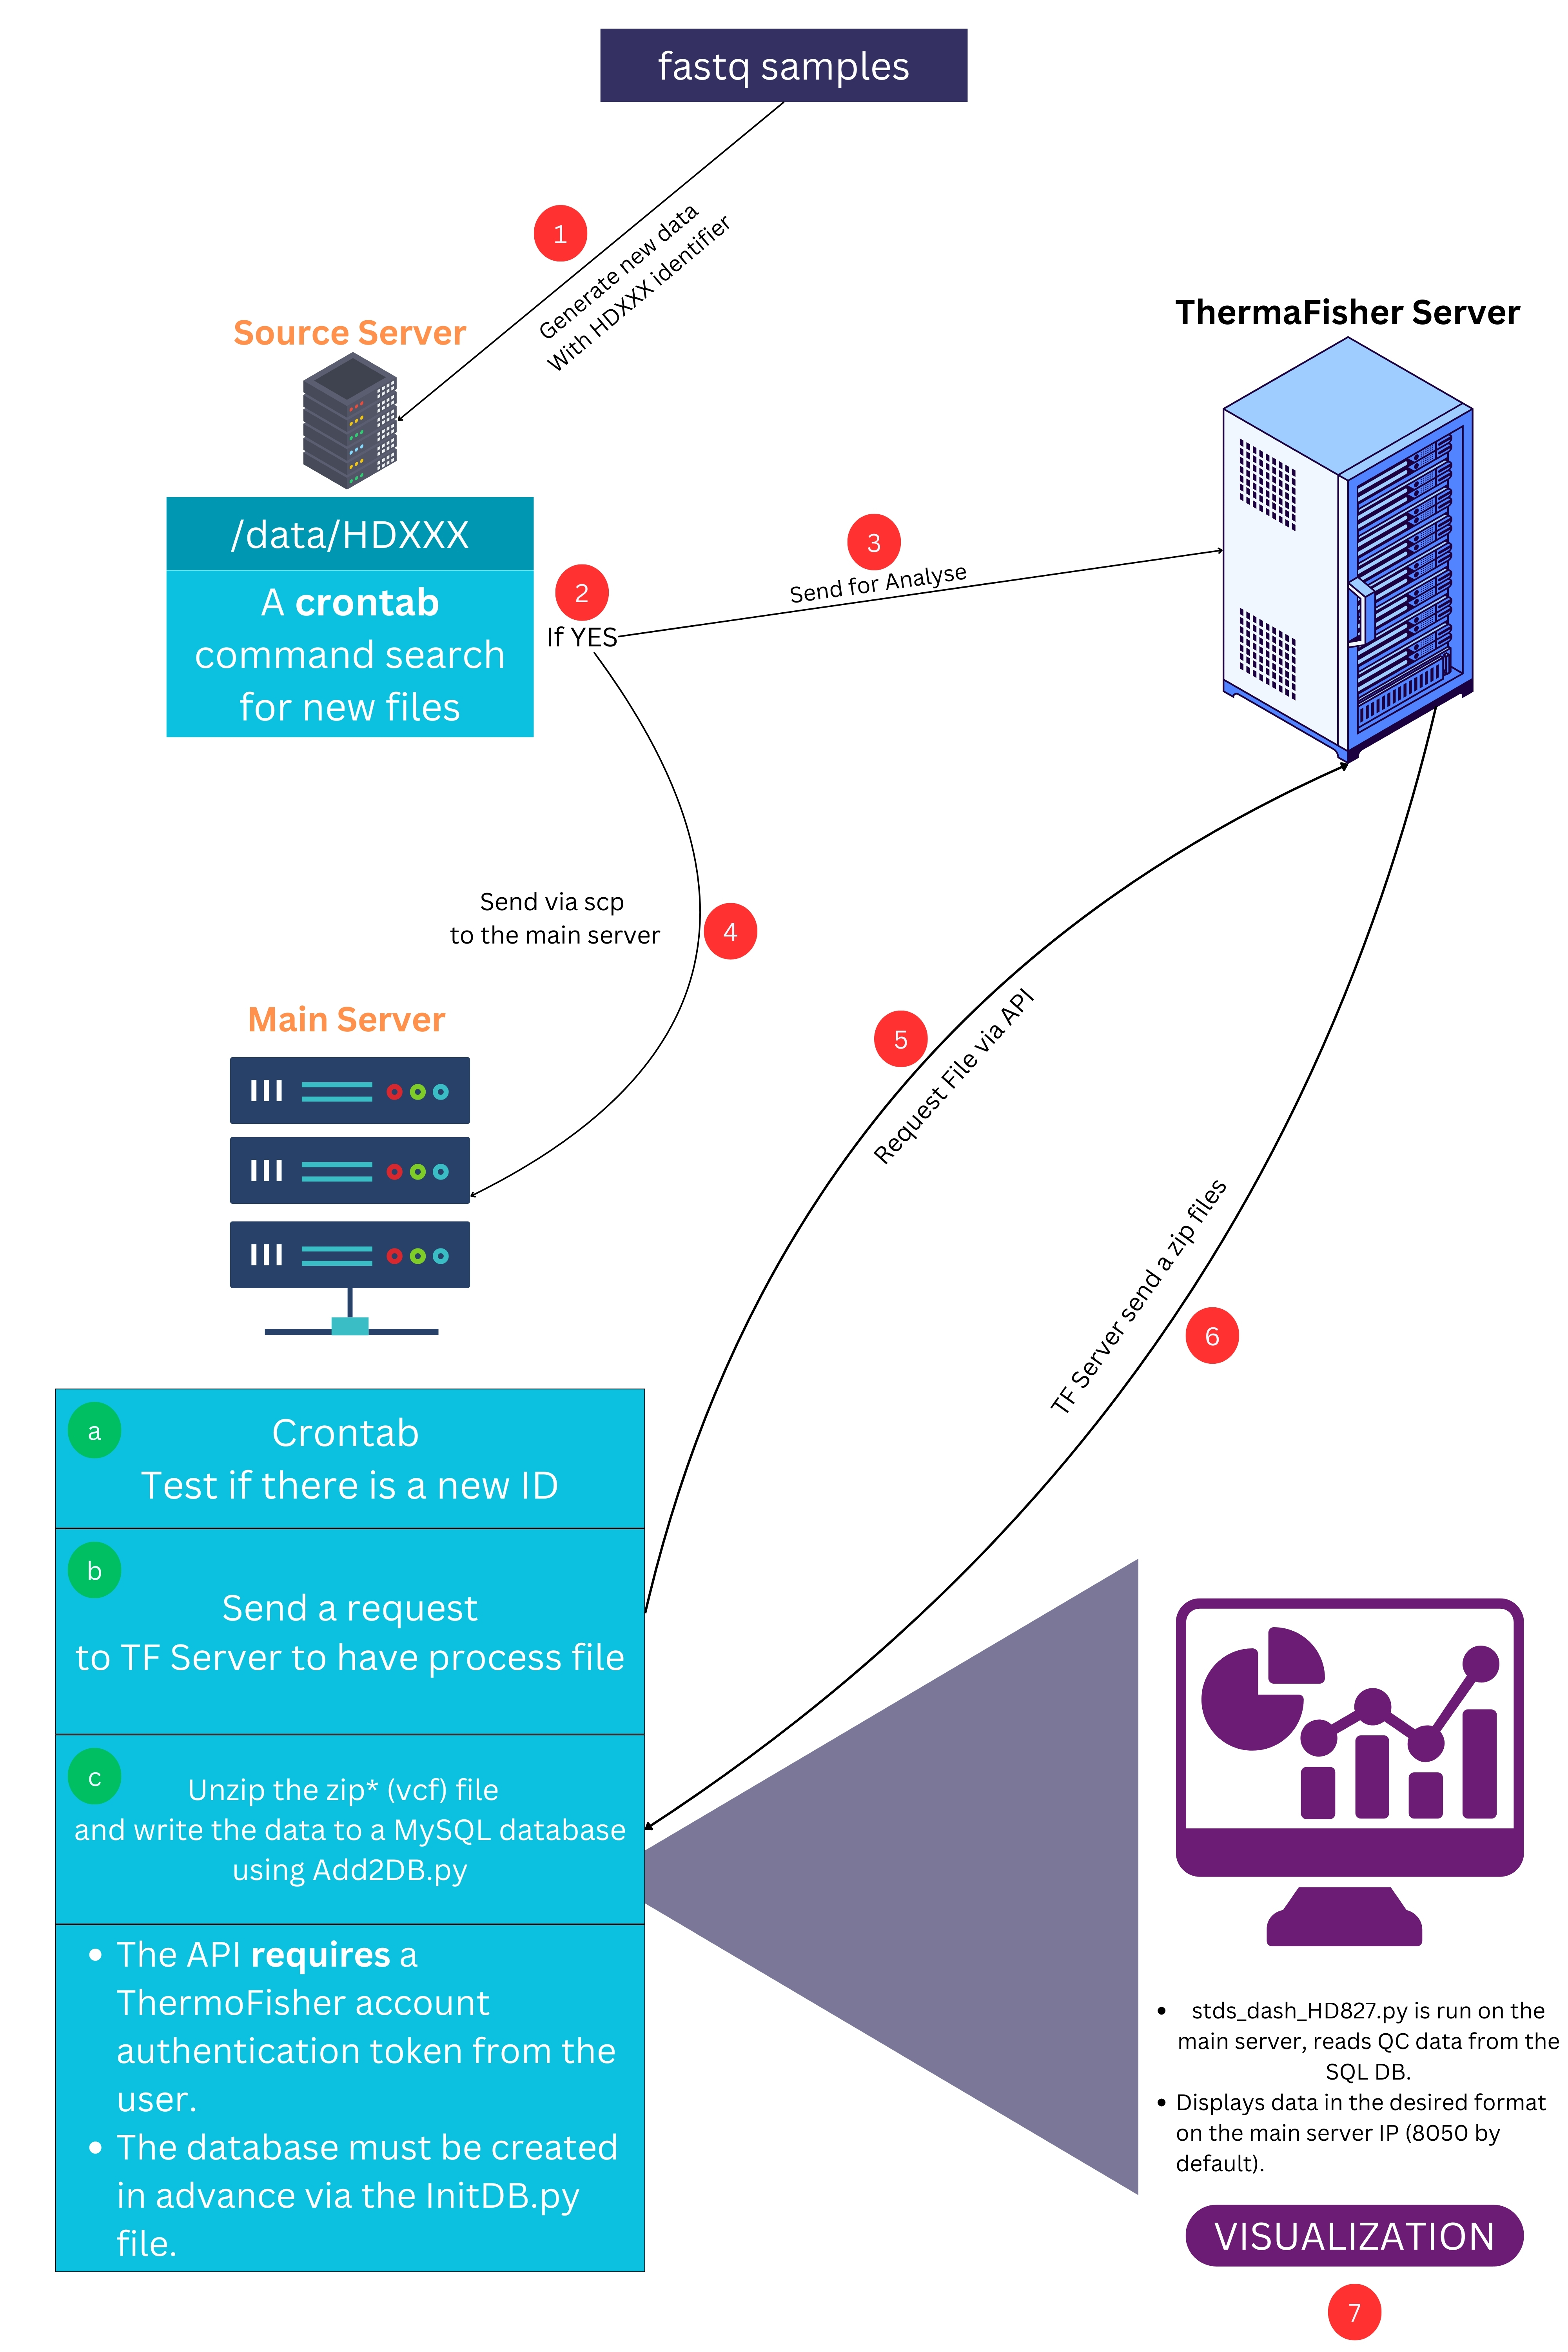 fastq samples
1
Generate new data
With HDXXX identifier
Source Server
ThermaFisher Server
/data/HDXXX
A crontab
command search
for new files
2
If YES
3
Send for Analyse
Send via scp
to the main server
4
Main Server
5
Request File via API
TF Server send a zip files
6
a
Crontab
Test if there is a new ID
b
Send a request
to TF Server to have process file
c
Unzip the zip* (vcf) file
and write the data to a MySQL database
using Add2DB.py
• The API requires a
ThermoFisher account
authentication token from the
user.
• The database must be created
in advance via the InitDB.py
file.
• stds_dash_HD827.py is run on the
main server, reads QC data from the
SQL DB.
• Displays data in the desired format
on the main server IP (8050 by
default).
VISUALIZATION
7